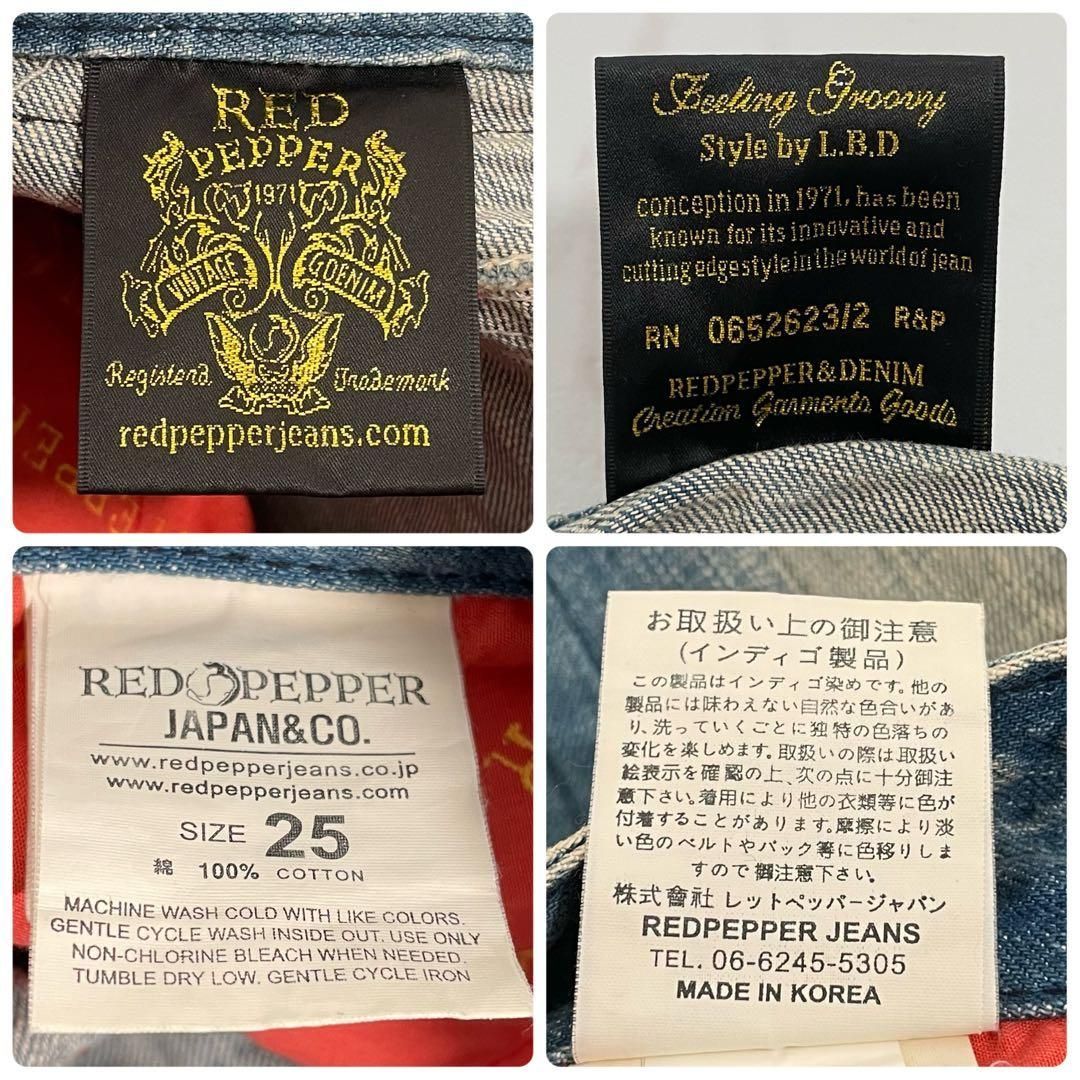 RED
PEPPER
1971
VINTAGE GDENIM
Registerd Trademark
redpepperjeans.com
Feeling Groovy
Style by L.B.D
conception in 1971, has been
known for its innovative and
cutting edgestyle in the world of jean
RN 0652623/2 R&P
REDPEPPER&DENIM
Creation Garments Goods
RED PEPPER
JAPAN&CO.
www.redpepperjeans.co.jp
www.redpepperjeans.com
SIZE 25
綿 100% COTTON
MACHINE WASH COLD WITH LIKE COLORS.
GENTLE CYCLE WASH INSIDE OUT. USE ONLY
NON-CHLORINE BLEACH WHEN NEEDED.
TUMBLE DRY LOW. GENTLE CYCLE IRON
お取扱い上の御注意
(インディゴ製品)
この製品はインディゴ染めです。他の
製品には味わえない自然な色合いがあ
り、洗っていくごとに独特の色落ちの
変化を楽しめます。取扱いの際は取扱い
絵表示を確認の上、次の点に十分御注
意下さい。着用により他の衣類等に色が
付着することがあります。摩擦により淡
い色のベルトやバック等に色移りしま
すので御注意下さい。
株式會社 レットペッパージャパン
REDPEPPER JEANS
TEL. 06-6245-5305
MADE IN KOREA